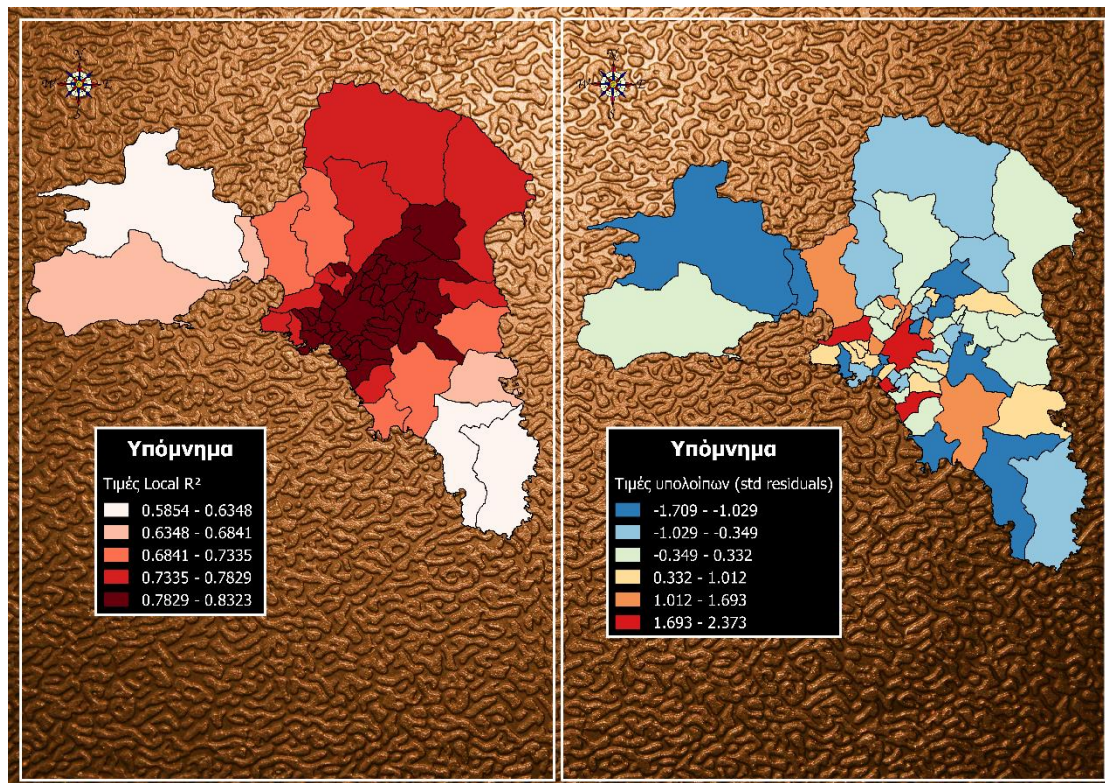 Υπόμνημα
Τιμές Local R²
0.5854 - 0.6348
0.6348 - 0.6841
0.6841 - 0.7335
0.7335 - 0.7829
0.7829 - 0.8323
Υπόμνημα
Τιμές υπολοίπων (std residuals)
-1.709 - -1.029
-1.029 - -0.349
-0.349 - 0.332
0.332 - 1.012
1.012 - 1.693
1.693 - 2.373